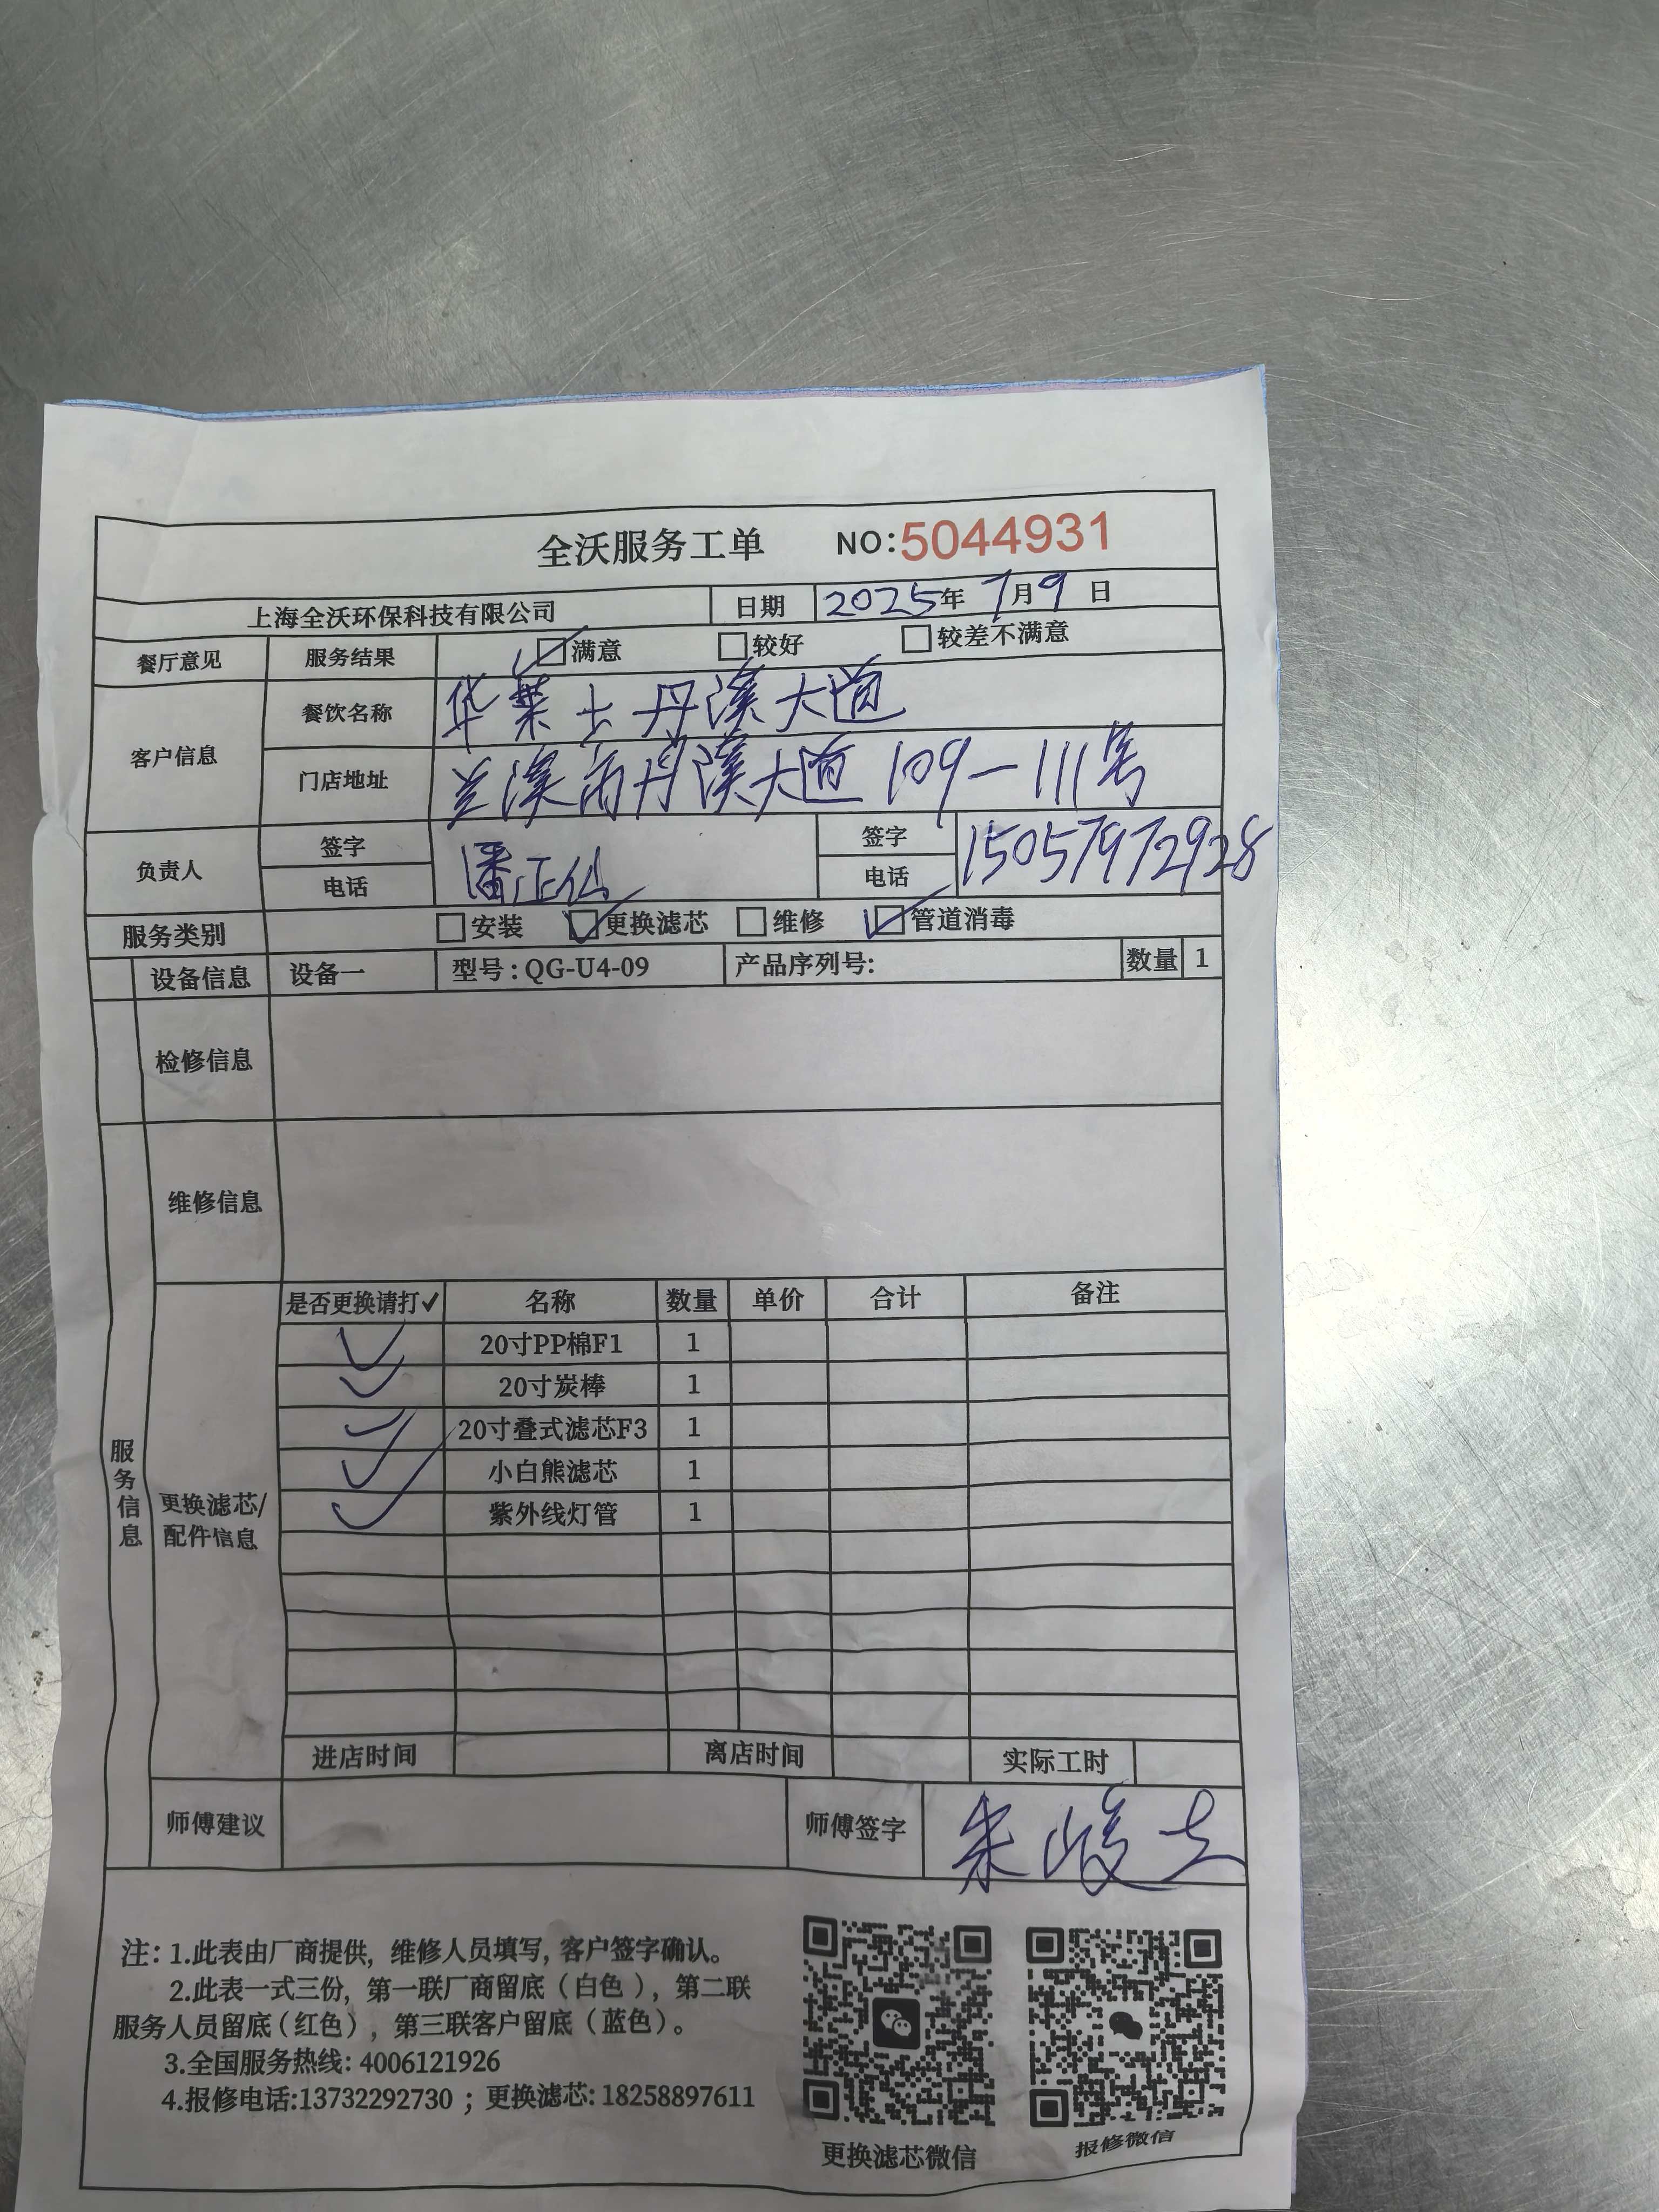 全沃服务工单 NO:5044931
上海全沃环保科技有限公司 日期 2025年 7月9日
餐厅意见 服务结果 满意 较好 较差不满意
客户信息 餐饮名称 华莱士丹溪大道
门店地址 兰溪市丹溪大道109-111号
负责人 签字 电话 潘正仙 签字 电话 15057972928
服务类别 安装 更换滤芯 维修 管道消毒
设备信息 设备一 型号:QG-U4-09 产品序列号: 数量 1
检修信息
维修信息
服务信息
更换滤芯/配件信息
是否更换请打✓ 名称 数量 单价 合计 备注
✓ 20寸PP棉F1 1
✓ 20寸炭棒 1
✓ 20寸叠式滤芯F3 1
✓ 小白熊滤芯 1
✓ 紫外线灯管 1
进店时间 离店时间 实际工时
师傅建议 师傅签字 朱
注: 1.此表由厂商提供, 维修人员填写, 客户签字确认。
2.此表一式三份, 第一联厂商留底(白色), 第二联
服务人员留底(红色), 第三联客户留底(蓝色)。
3.全国服务热线: 4006121926
4.报修电话:13732292730 ; 更换滤芯: 18258897611
更换滤芯微信 报修微信